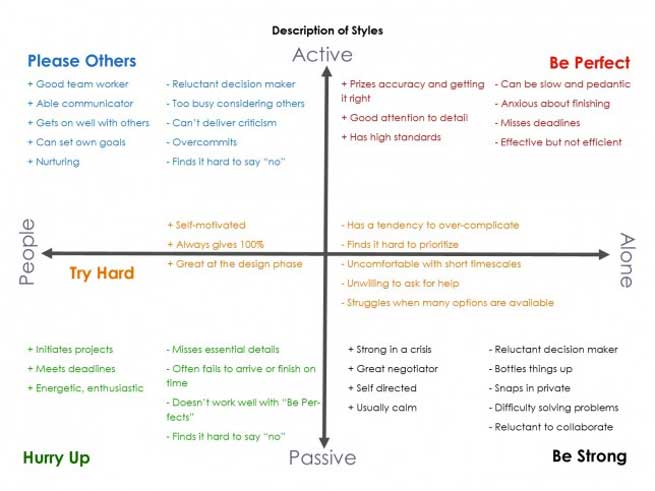 Description of Styles
Active
Please Others
+ Good team worker
+ Able communicator
+ Gets on well with others
+ Can set own goals
+ Nurturing
- Reluctant decision maker
- Too busy considering others
- Can't deliver criticism
- Overcommits
- Finds it hard to say "no"
Be Perfect
+ Prizes accuracy and getting
it right
+ Good attention to detail
+ Has high standards
- Can be slow and pedantic
- Anxious about finishing
- Misses deadlines
- Effective but not efficient
People
Try Hard
+ Self-motivated
+ Always gives 100%
+ Great at the design phase
- Has a tendency to over-complicate
- Finds it hard to prioritize
- Uncomfortable with short timescales
- Unwilling to ask for help
- Struggles when many options are available
Alone
+ Initiates projects
+ Meets deadlines
+ Energetic, enthusiastic
- Misses essential details
- Often fails to arrive or finish on
time
- Doesn't work well with "Be Per-
fects"
- Finds it hard to say "no"
Hurry Up
+ Strong in a crisis
+ Great negotiator
+ Self directed
+ Usually calm
- Reluctant decision maker
- Bottles things up
- Snaps in private
- Difficulty solving problems
- Reluctant to collaborate
Be Strong
Passive